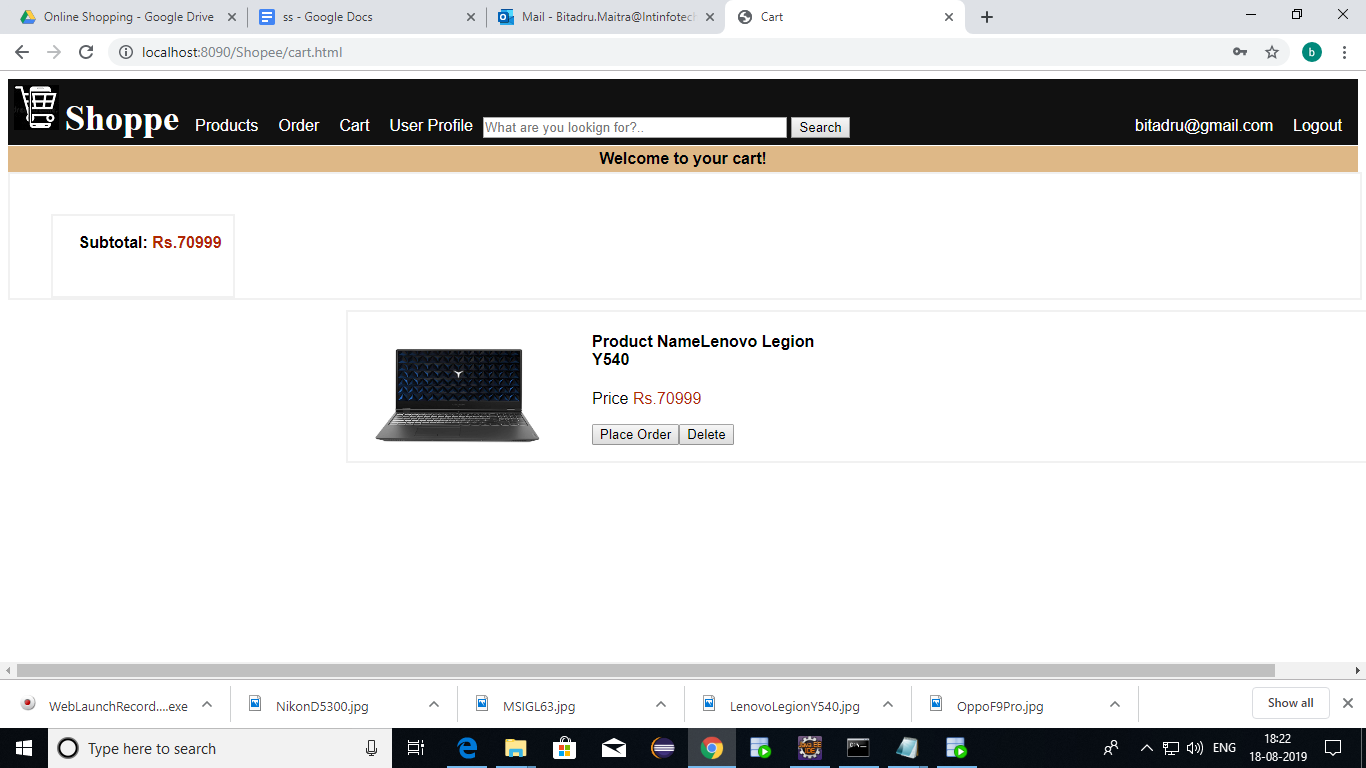 Online Shopping - Google Drive
ss - Google Docs
Mail - Bitadru.Maitra@Intinfotech
Cart
localhost:8090/Shopee/cart.html
b
Shoppe Products Order Cart User Profile What are you lookign for?.. Search bitadru@gmail.com Logout
Welcome to your cart!
Subtotal: Rs.70999
Product NameLenovo Legion
Y540
Price Rs.70999
Place Order Delete
WebLaunchRecord....exe NikonD5300.jpg MSIGL63.jpg LenovoLegionY540.jpg OppoF9Pro.jpg Show all
Type here to search
ENG
18:22
18-08-2019